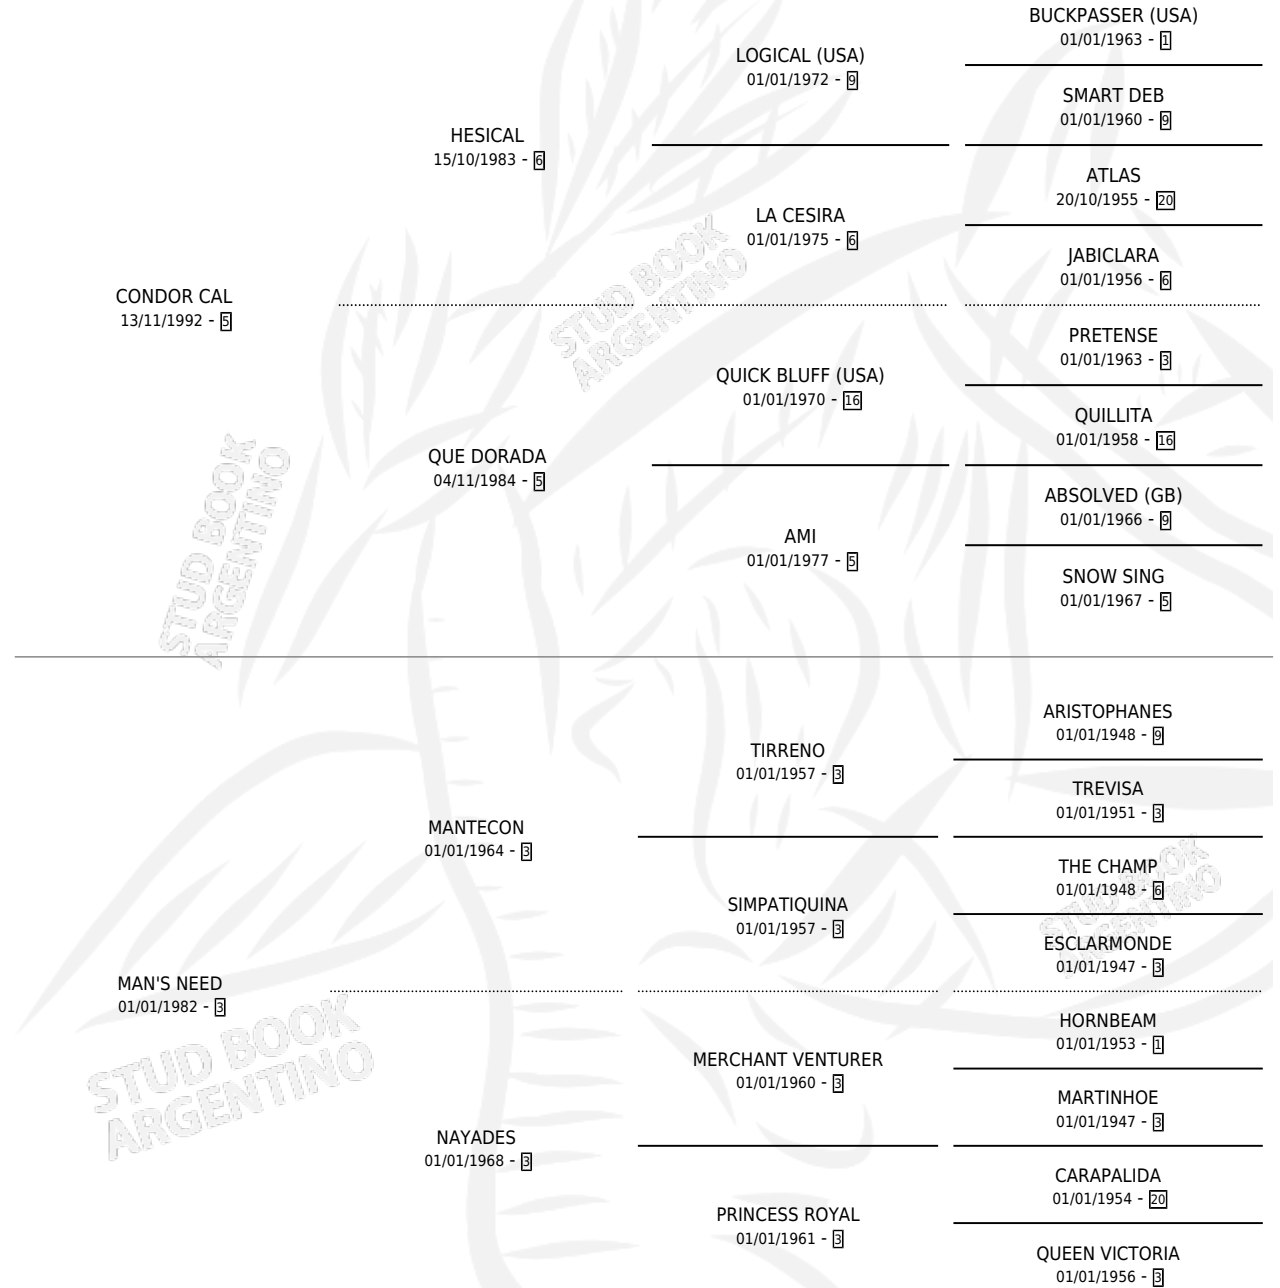 BUCKPASSER (USA)
01/01/1963 - 1
LOGICAL (USA)
01/01/1972 - 9
SMART DEB
01/01/1960 - 9
HESICAL
15/10/1983 - 6
ATLAS
20/10/1955 - 20
LA CESIRA
01/01/1975 - 6
JABICLARA
01/01/1956 - 6
CONDOR CAL
13/11/1992 - 5
PRETENSE
01/01/1963 - 3
QUICK BLUFF (USA)
01/01/1970 - 16
QUILLITA
01/01/1958 - 16
QUE DORADA
04/11/1984 - 5
ABSOLVED (GB)
01/01/1966 - 9
AMI
01/01/1977 - 5
SNOW SING
01/01/1967 - 5
STUD BOOK
ARGENTINO
STUD BOOK
ARGENTINO
ARISTOPHANES
01/01/1948 - 9
TIRRENO
01/01/1957 - 3
TREVISA
01/01/1951 - 3
MANTECON
01/01/1964 - 3
THE CHAMP
01/01/1948 - 6
SIMPATIQUINA
01/01/1957 - 3
ESCLARMONDE
01/01/1947 - 3
MAN'S NEED
01/01/1982 - 3
HORNBEAM
01/01/1953 - 1
MERCHANT VENTURER
01/01/1960 - 3
MARTINHOE
01/01/1947 - 3
NAYADES
01/01/1968 - 3
CARAPALIDA
01/01/1954 - 20
PRINCESS ROYAL
01/01/1961 - 3
QUEEN VICTORIA
01/01/1956 - 3
STUD BOOK
ARGENTINO
STUD BOOK
ARGENTINO